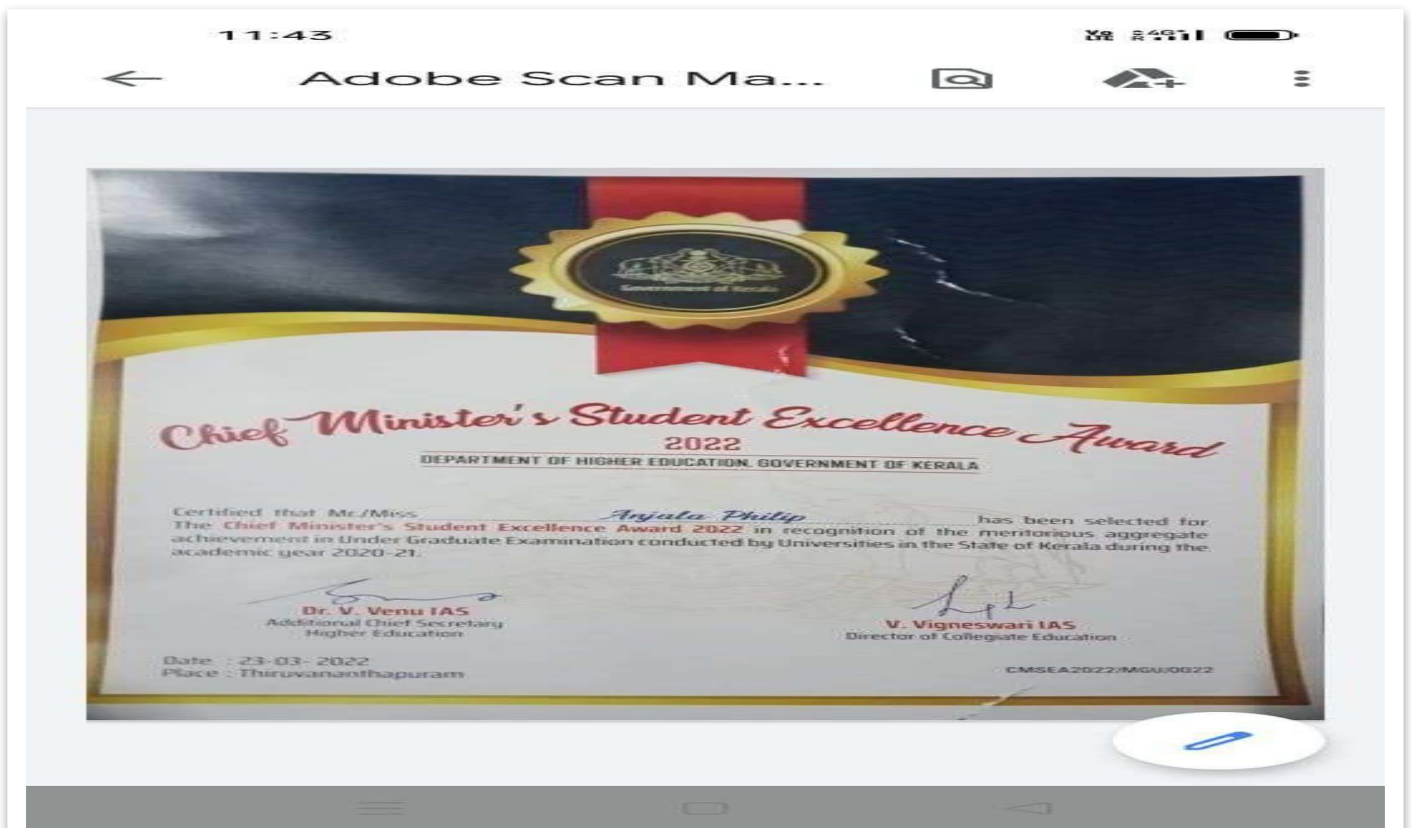 11:43
Adobe Scan Ma...
Government of Kerala
Chief Minister's Student Excellence Award
2022
DEPARTMENT OF HIGHER EDUCATION, GOVERNMENT OF KERALA
Certified that Mr./Miss Anjala Philip has been selected for
The Chief Minister's Student Excellence Award 2022 in recognition of the meritorious aggregate
achievement in Under Graduate Examination conducted by Universities in the State of Kerala during the
academic year 2020-21.
Dr. V. Venu IAS
Additional Chief Secretary
Higher Education
V. Vigneswari IAS
Director of Collegiate Education
Date : 23-03-2022
Place : Thiruvananthapuram
CMSEA2022/MGU/0022